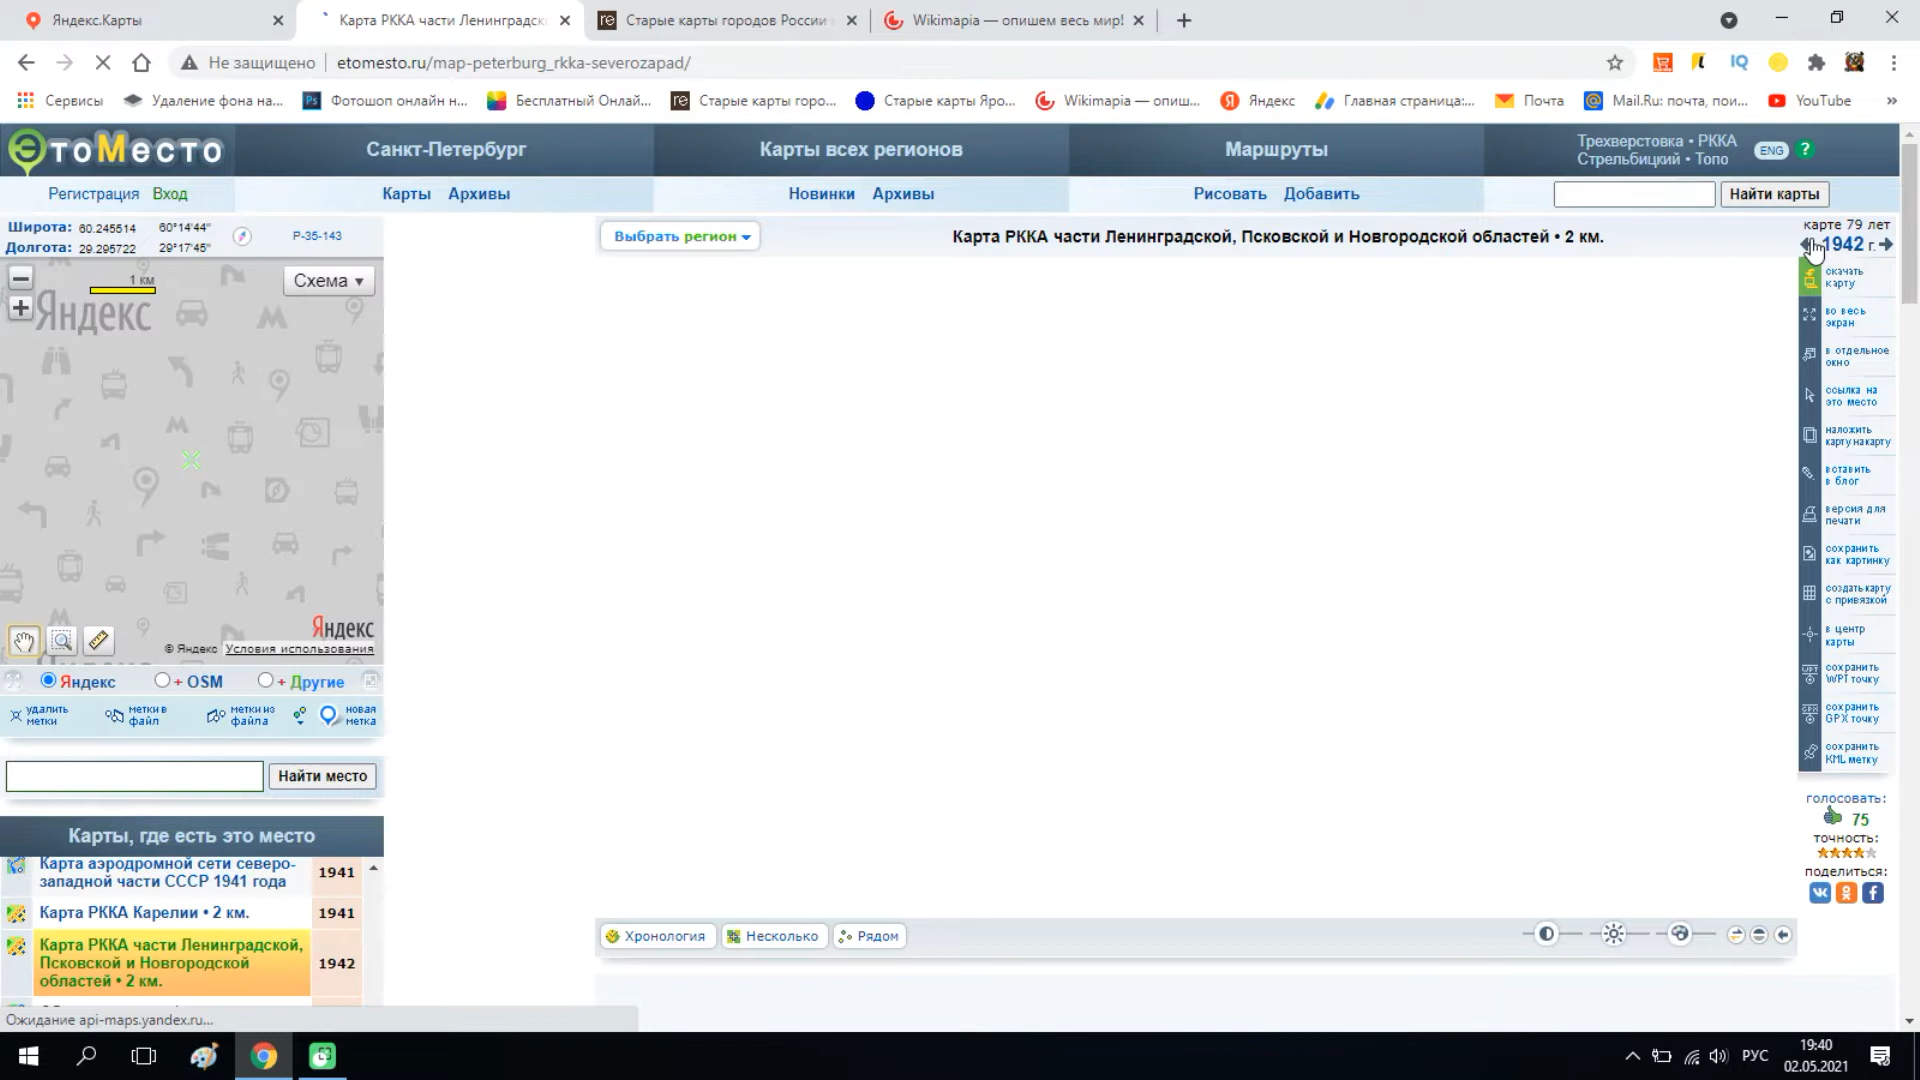 Яндекс.Карты
Карта РККА части Ленинградск
Старые карты городов России
Wikimapia — опишем весь мир!
Не защищено
etomesto.ru/map-peterburg_rkka-severozapad/
Сервисы
Удаление фона на...
Фотошоп онлайн н...
Бесплатный Онлай...
Старые карты горо...
Старые карты Яро...
Wikimapia — опиш...
Яндекс
Главная страница:...
Почта
Mail.Ru: почта, пои...
YouTube
»
ЭтоМесто
Санкт-Петербург
Карты всех регионов
Маршруты
Трехверстовка • РККА
Стрельбицкий • Топо
ENG
?
Регистрация Вход
Карты Архивы
Новинки Архивы
Рисовать Добавить
Найти карты
Широта: 60.245514 60°14'44"
Долгота: 29.295722 29°17'45"
P-35-143
Выбрать регион
Карта РККА части Ленинградской, Псковской и Новгородской областей • 2 км.
карте 79 лет
1942 г.
1 км
Схема
Яндекс
скачать
карту
во весь
экран
в отдельное
окно
ссылка на
это место
наложить
карту на карту
вставить
в блог
версия для
печати
сохранить
как картинку
создать карту
с привязкой
в центр
карты
сохранить
WPT точку
сохранить
GPX точку
сохранить
KML метку
Яндекс
© Яндекс Условия использования
Яндекс
+ OSM
+ Другие
удалить
метки
метки в
файл
метки из
файла
новая
метка
Найти место
голосовать:
75
точность:
поделиться:
Карты, где есть это место
Карта аэродромной сети северо-
западной части СССР 1941 года
1941
Карта РККА Карелии • 2 км.
1941
Карта РККА части Ленинградской,
Псковской и Новгородской
областей • 2 км.
1942
Хронология
Несколько
Рядом
Ожидание api-maps.yandex.ru...
РУС
19:40
02.05.2021